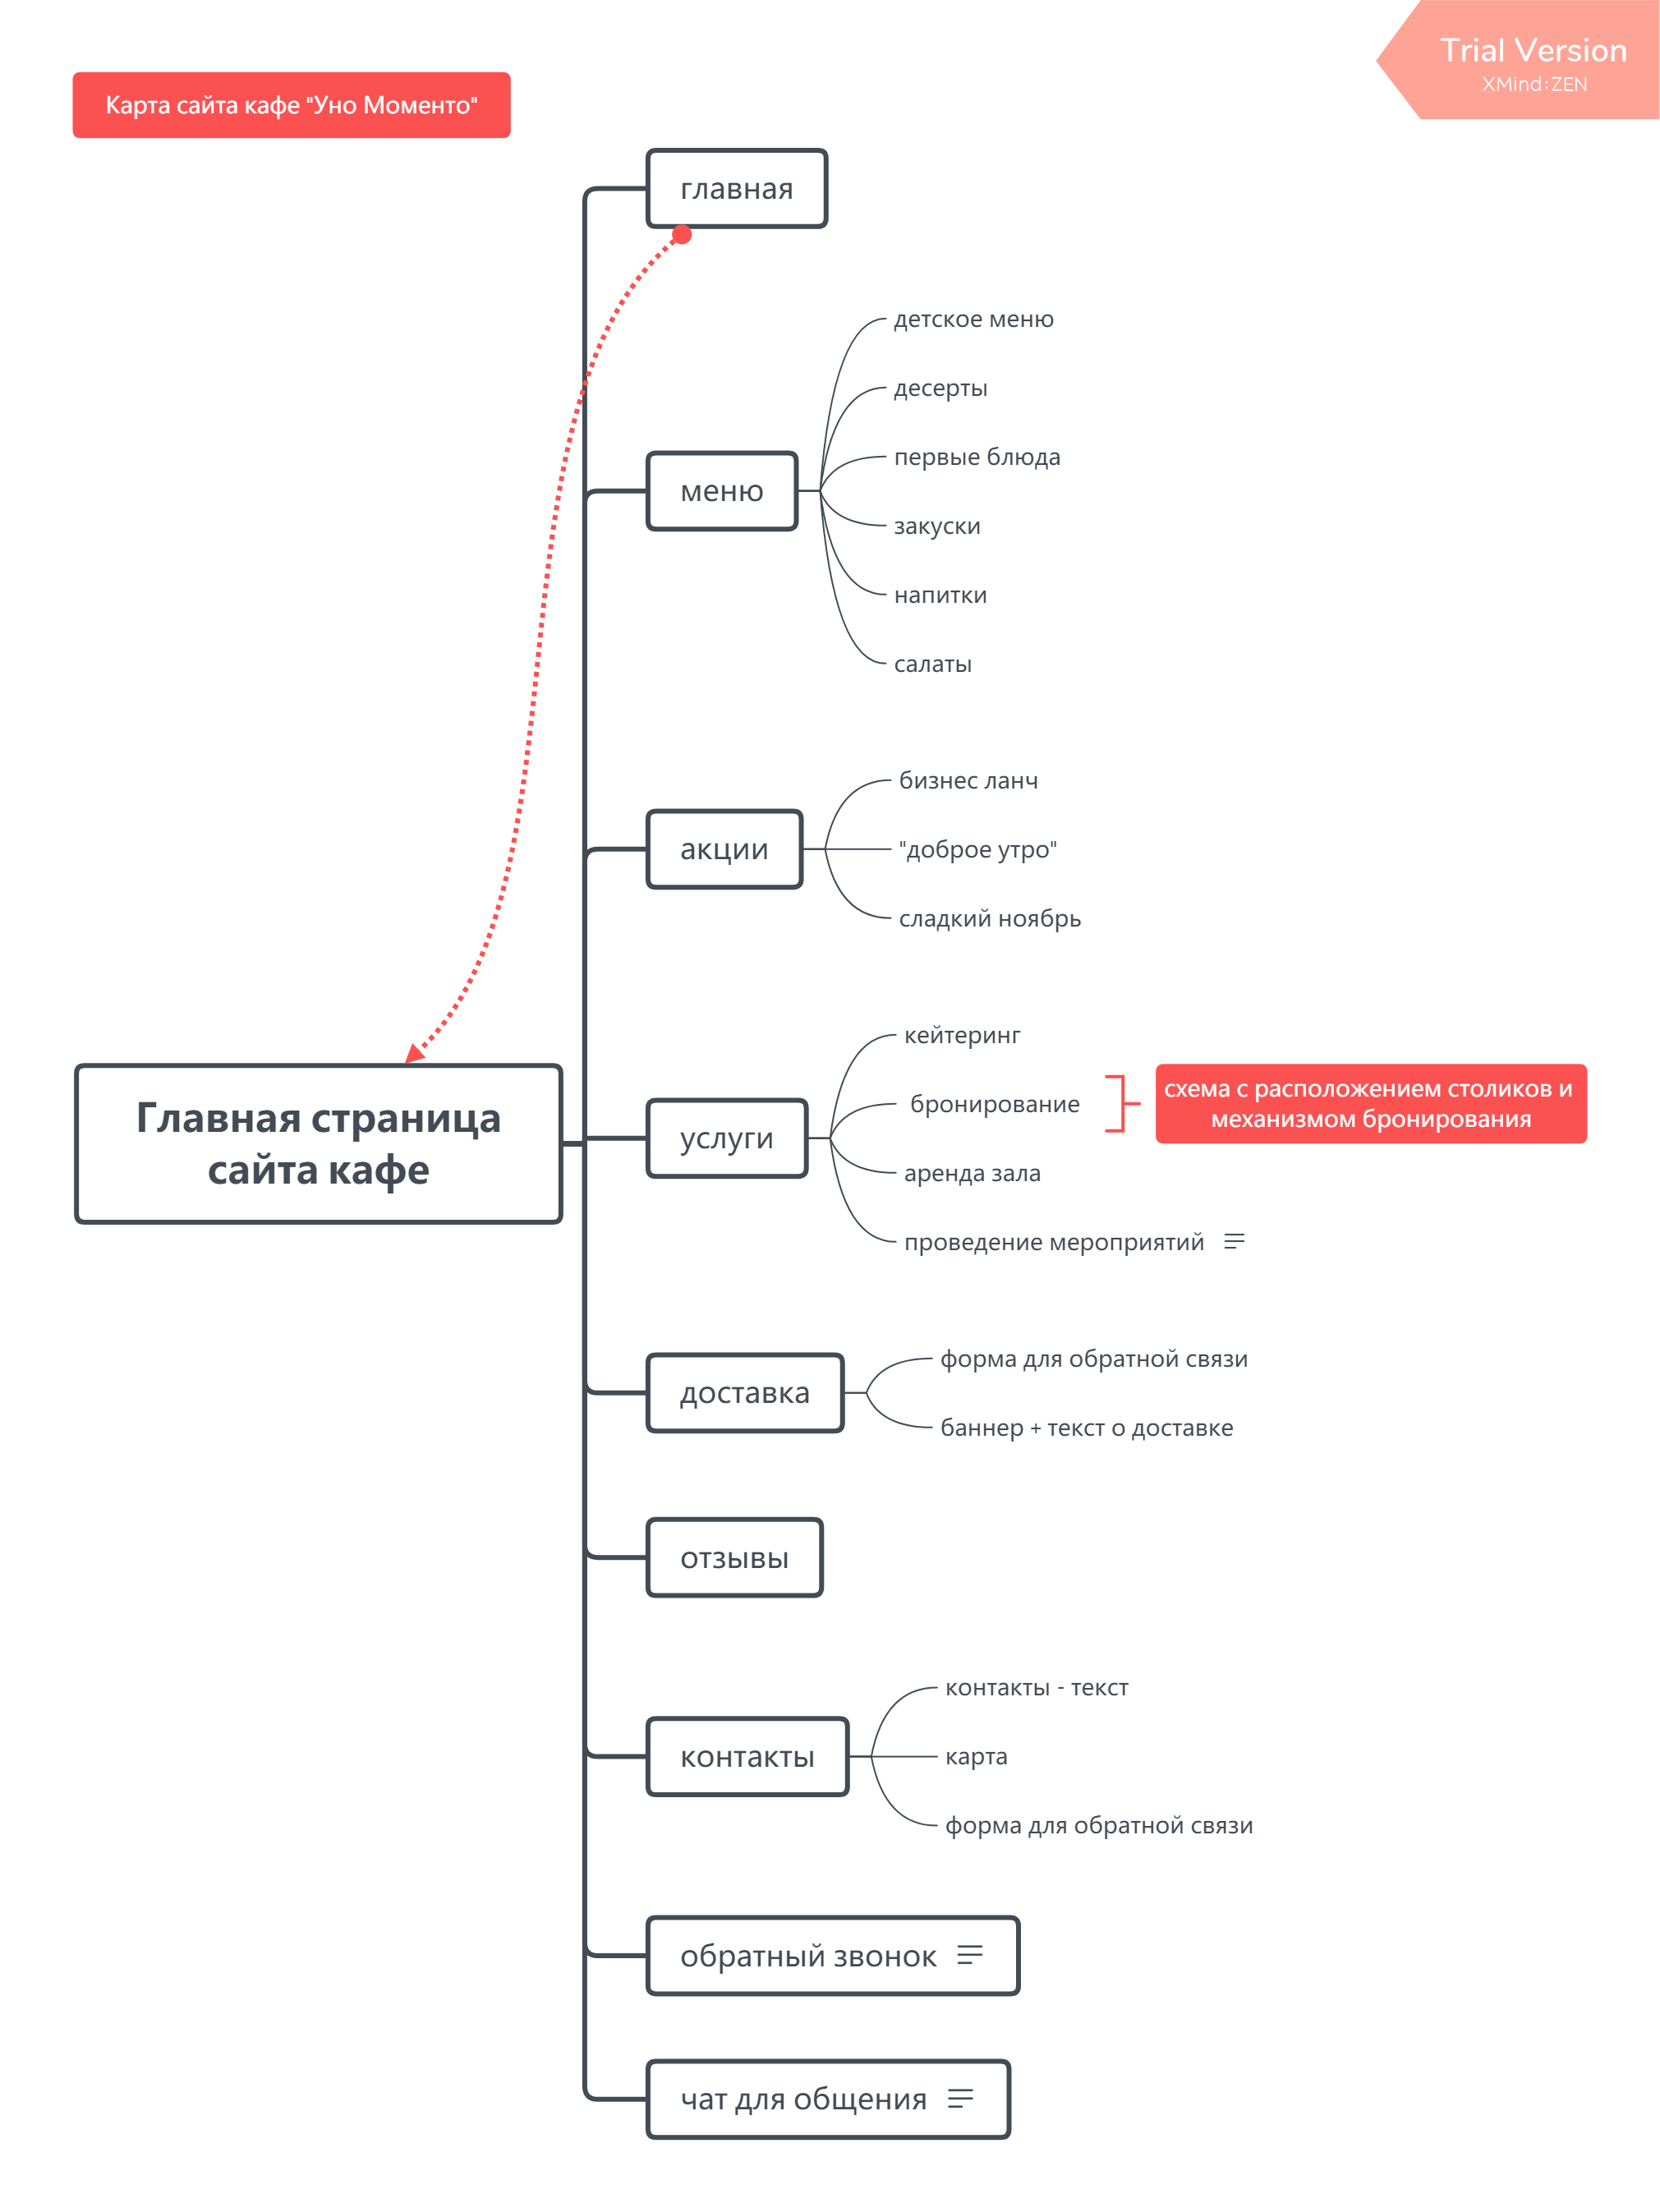 Trial Version
XMind:ZEN
Карта сайта кафе "Уно Моменто"
главная
детское меню
десерты
первые блюда
меню
закуски
напитки
салаты
бизнес ланч
акции
"доброе утро"
сладкий ноябрь
Главная страница
сайта кафе
кейтеринг
услуги
бронирование
схема с расположением столиков и
механизмом бронирования
аренда зала
проведение мероприятий
форма для обратной связи
доставка
баннер + текст о доставке
отзывы
контакты - текст
контакты
карта
форма для обратной связи
обратный звонок
чат для общения